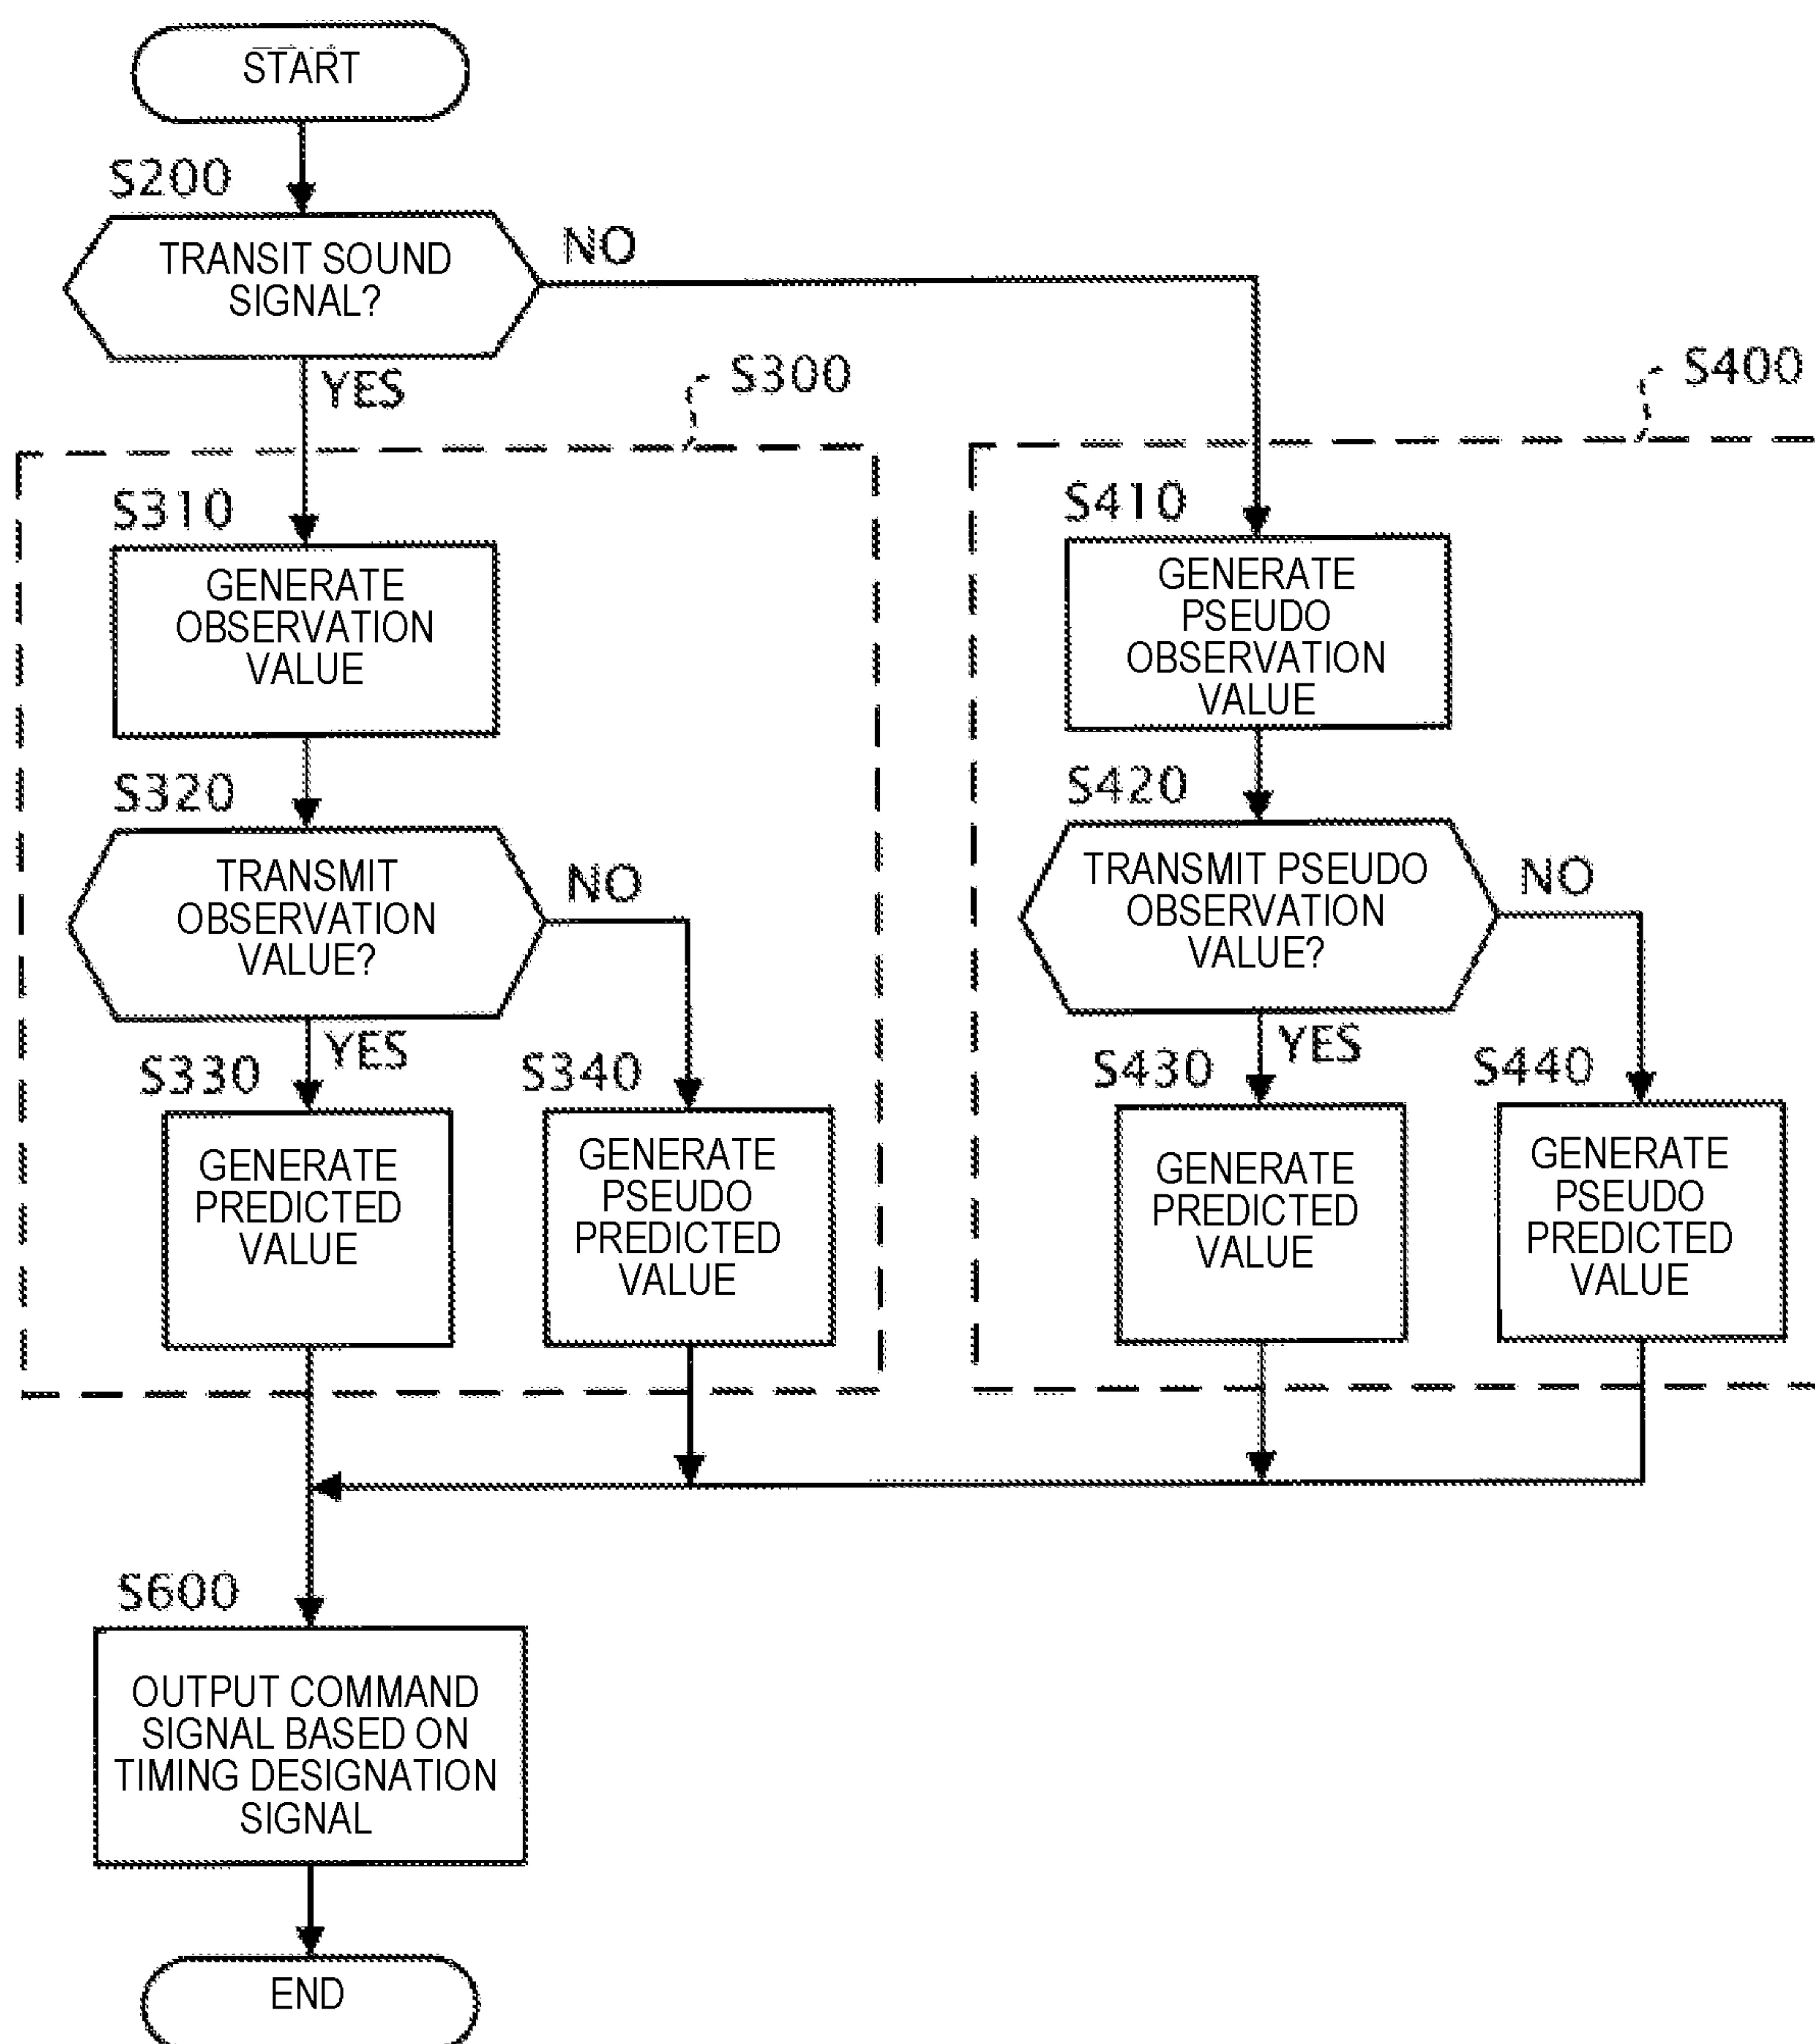 START
S200
TRANSIT SOUND
SIGNAL?
NO
YES
S300
S310
GENERATE
OBSERVATION
VALUE
S320
TRANSMIT
OBSERVATION
VALUE?
NO
YES
S330
GENERATE
PREDICTED
VALUE
S340
GENERATE
PSEUDO
PREDICTED
VALUE
S400
S410
GENERATE
PSEUDO
OBSERVATION
VALUE
S420
TRANSMIT PSEUDO
OBSERVATION
VALUE?
NO
YES
S430
GENERATE
PREDICTED
VALUE
S440
GENERATE
PSEUDO
PREDICTED
VALUE
S600
OUTPUT COMMAND
SIGNAL BASED ON
TIMING DESIGNATION
SIGNAL
END